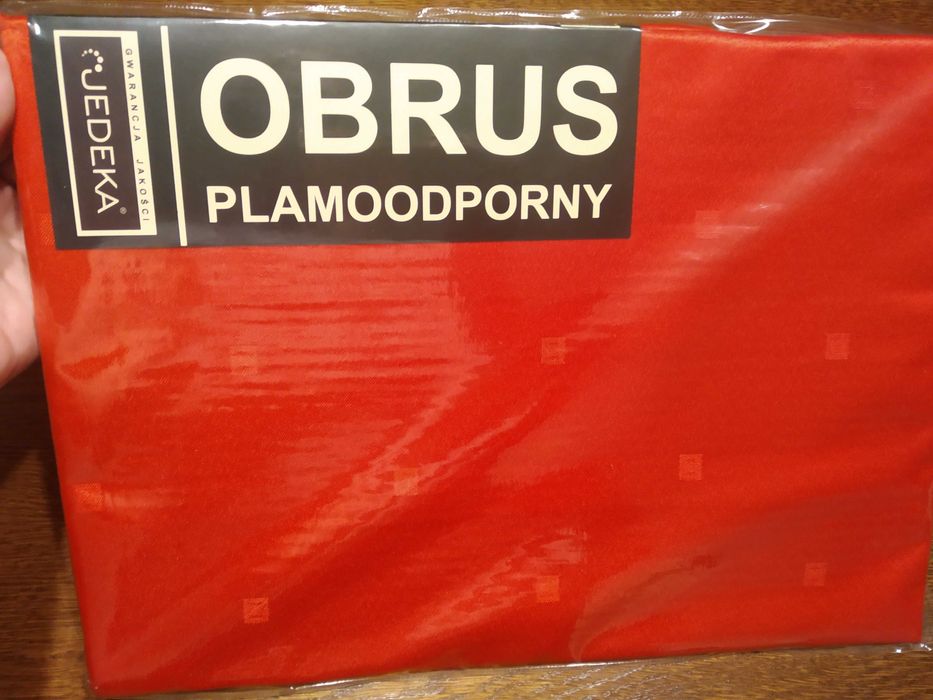 JEDEKA®
GWARANCJA JAKOŚCI
OBRUS
PLAMOODPORNY